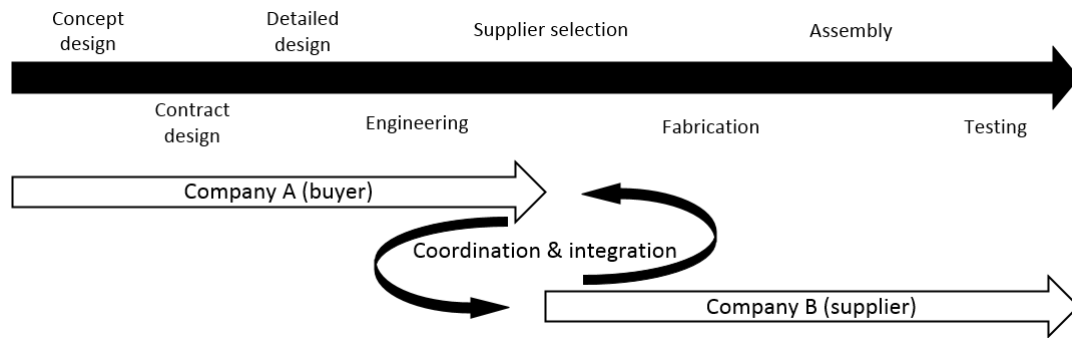 Concept
design
Detailed
design
Supplier selection
Assembly
Contract
design
Engineering
Fabrication
Testing
Company A (buyer)
Coordination & integration
Company B (supplier)